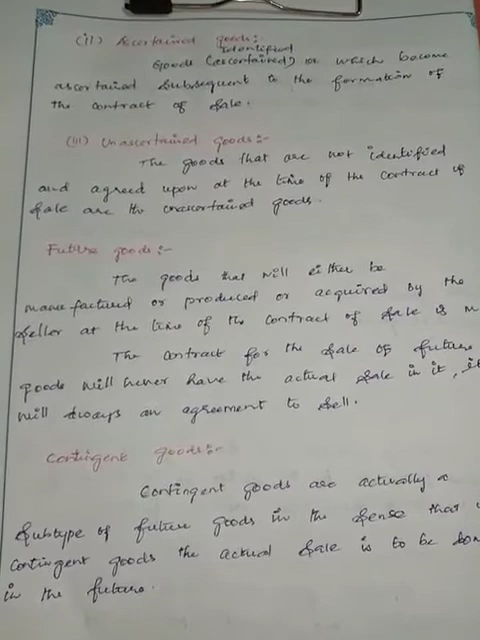 (ii) Ascertained goods:-
Identified
Goods (ascertained) or which become
ascertained subsequent to the formation of
the contract of sale.
(iii) Unascertained goods:-
The goods that are not identified
and agreed upon at the time of the contract of
sale are the unascertained goods.
Future goods:-
The goods that will either be
manufactured or produced or acquired by the
seller at the time of the contract of sale is m
The contract for the sale of future
goods will never have the actual sale in it, it
will always an agreement to sell.
Contingent goods:-
Contingent goods are actually a
subtype of future goods in the sense that
contingent goods the actual sale is to be don
in the future.